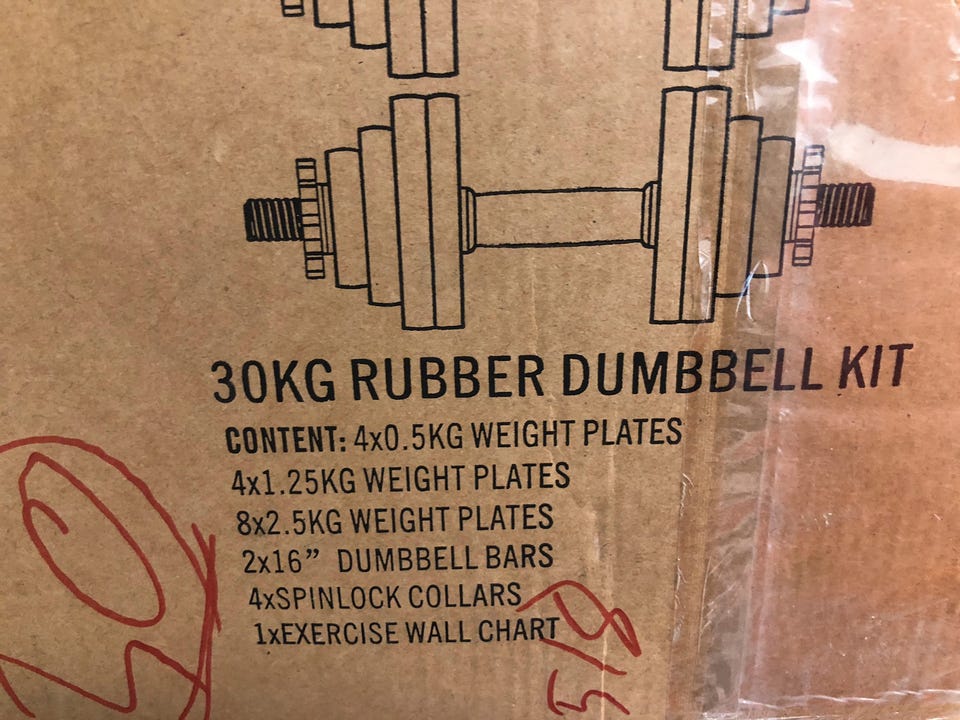 30KG RUBBER DUMBBELL KIT
CONTENT: 4x0.5KG WEIGHT PLATES
4x1.25KG WEIGHT PLATES
8x2.5KG WEIGHT PLATES
2x16” DUMBBELL BARS
4xSPINLOCK COLLARS
1xEXERCISE WALL CHART